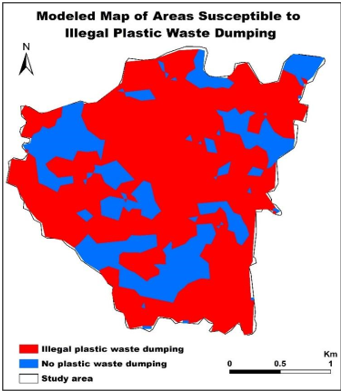 Modeled Map of Areas Susceptible to
Illegal Plastic Waste Dumping
N
Illegal plastic waste dumping
No plastic waste dumping
Study area
Km
0 0.5 1